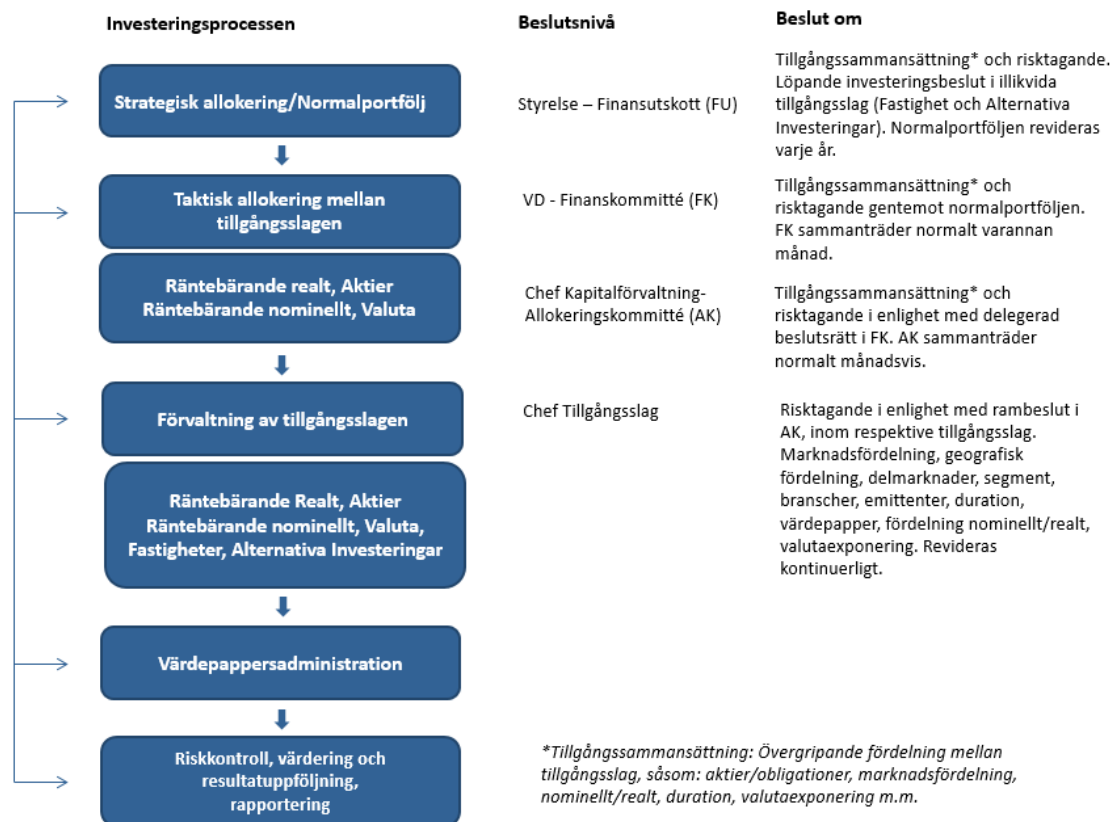 Investeringsprocessen
Beslutsnivå
Beslut om
Strategisk allokering/Normalportfölj
Styrelse – Finansutskott (FU)
Tillgångssammansättning* och risktagande.
Löpande investeringsbeslut i illikvida
tillgångsslag (Fastighet och Alternativa
Investeringar). Normalportföljen revideras
varje år.
Taktisk allokering mellan
tillgångsslagen
VD - Finanskommitté (FK)
Tillgångssammansättning* och
risktagande gentemot normalportföljen.
FK sammanträder normalt varannan
månad.
Räntebärande realt, Aktier
Räntebärande nominellt, Valuta
Chef Kapitalförvaltning-
Allokeringskommitté (AK)
Tillgångssammansättning* och
risktagande i enlighet med delegerad
beslutsrätt i FK. AK sammanträder
normalt månadsvis.
Förvaltning av tillgångsslagen
Chef Tillgångsslag
Risktagande i enlighet med rambeslut i
AK, inom respektive tillgångsslag.
Marknadsfördelning, geografisk
fördelning, delmarknader, segment,
branscher, emittenter, duration,
värdepapper, fördelning nominellt/realt,
valutaexponering. Revideras
kontinuerligt.
Räntebärande Realt, Aktier
Räntebärande nominellt, Valuta,
Fastigheter, Alternativa Investeringar
Värdepappersadministration
Riskkontroll, värdering och
resultatuppföljning,
rapportering
*Tillgångssammansättning: Övergripande fördelning mellan
tillgångsslag, såsom: aktier/obligationer, marknadsfördelning,
nominellt/realt, duration, valutaexponering m.m.